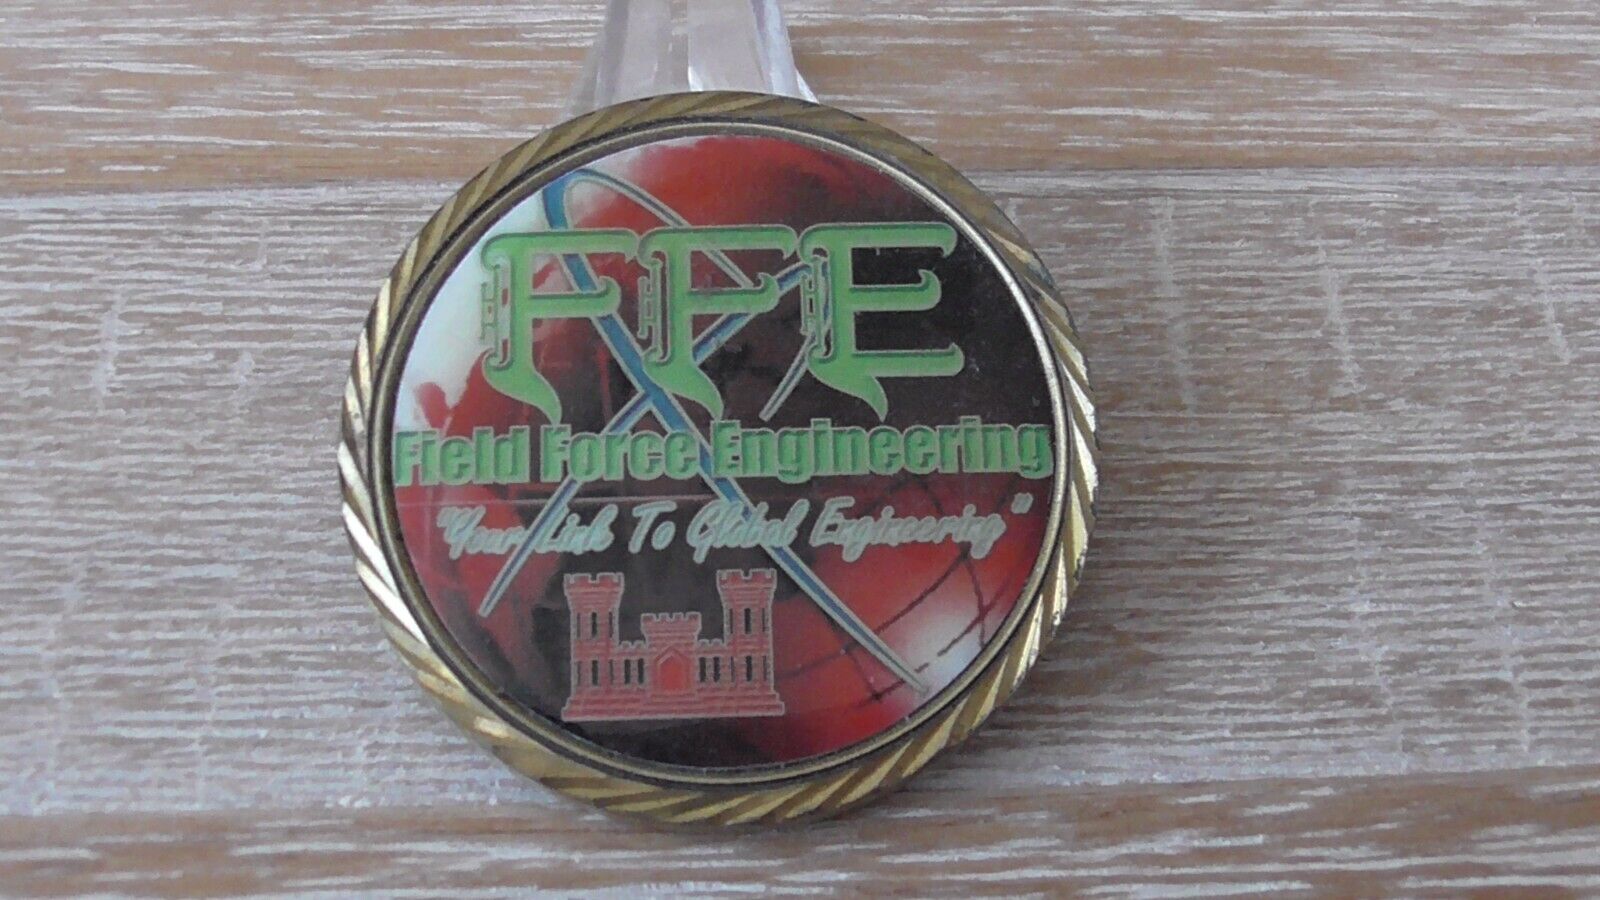 FFE
Field Force Engineering
"Your Link To Global Engineering"